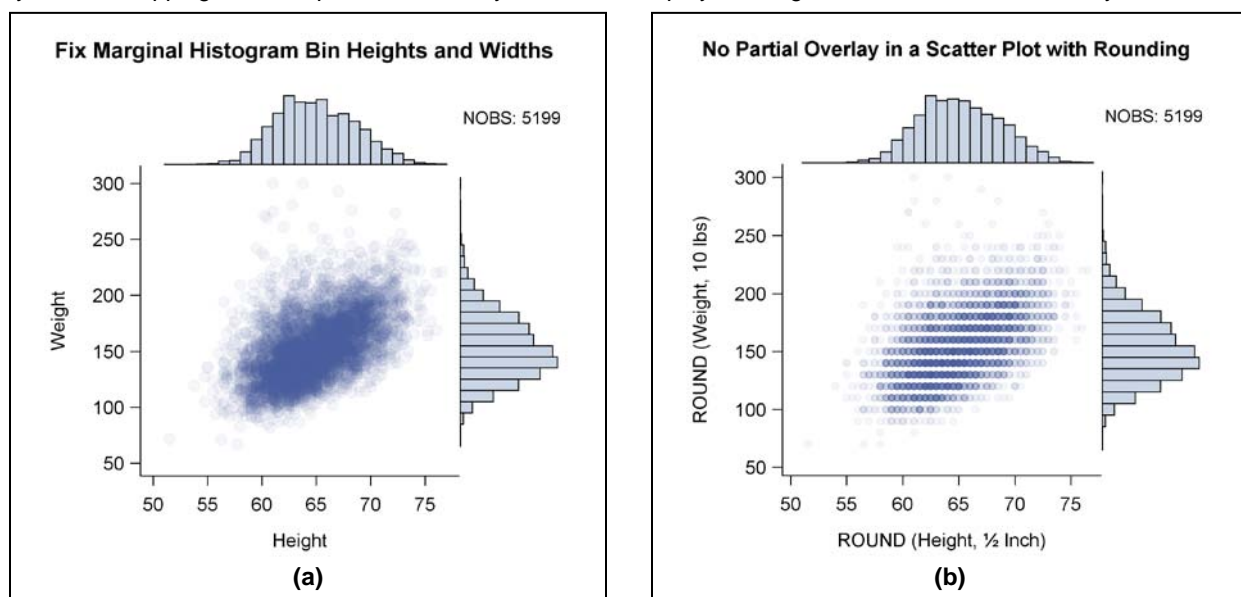 Fix Marginal Histogram Bin Heights and Widths
NOBS: 5199
300
250
200
150
100
50
Weight
50 55 60 65 70 75
Height
(a)
No Partial Overlay in a Scatter Plot with Rounding
NOBS: 5199
300
250
200
150
100
50
ROUND (Weight, 10 lbs)
50 55 60 65 70 75
ROUND (Height, ½ Inch)
(b)